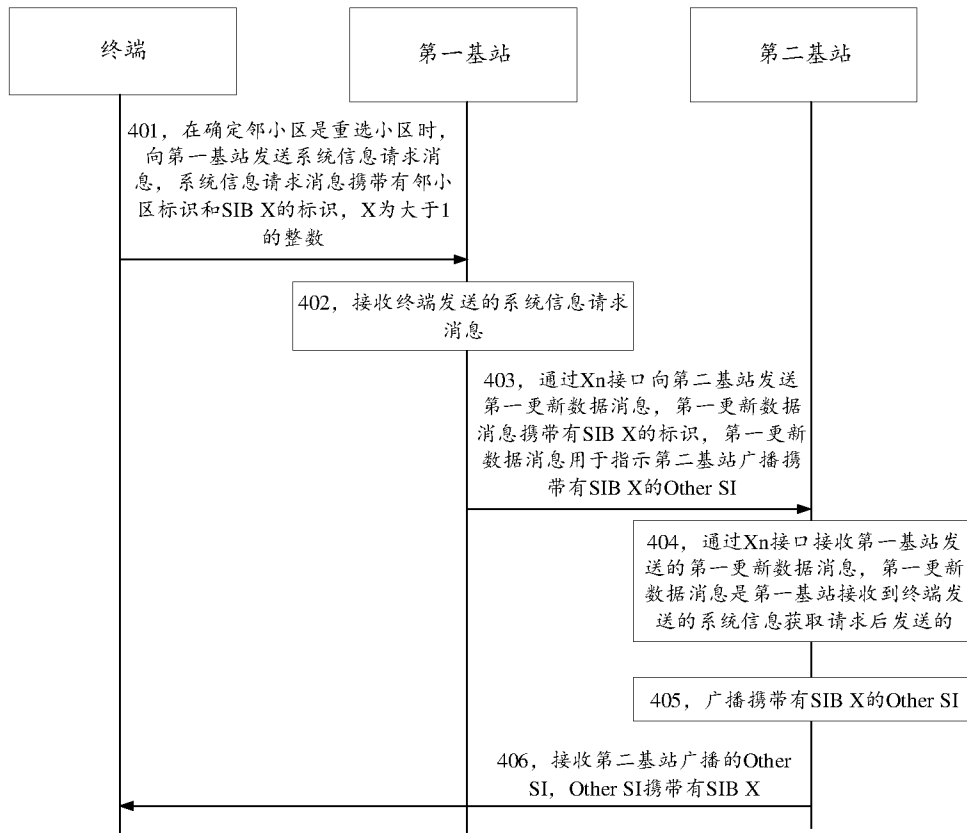 终端
第一基站
第二基站
401，在确定邻小区是重选小区时，
向第一基站发送系统信息请求消
息，系统信息请求消息携带有邻小
区标识和SIB X的标识，X为大于1
的整数
402，接收终端发送的系统信息请求
消息
403，通过Xn接口向第二基站发送
第一更新数据消息，第一更新数据
消息携带有SIB X的标识，第一更新
数据消息用于指示第二基站广播携
带有SIB X的Other SI
404，通过Xn接口接收第一基站发
送的第一更新数据消息，第一更新
数据消息是第一基站接收到终端发
送的系统信息获取请求后发送的
405，广播携带有SIB X的Other SI
406，接收第二基站广播的Other
SI，Other SI携带有SIB X